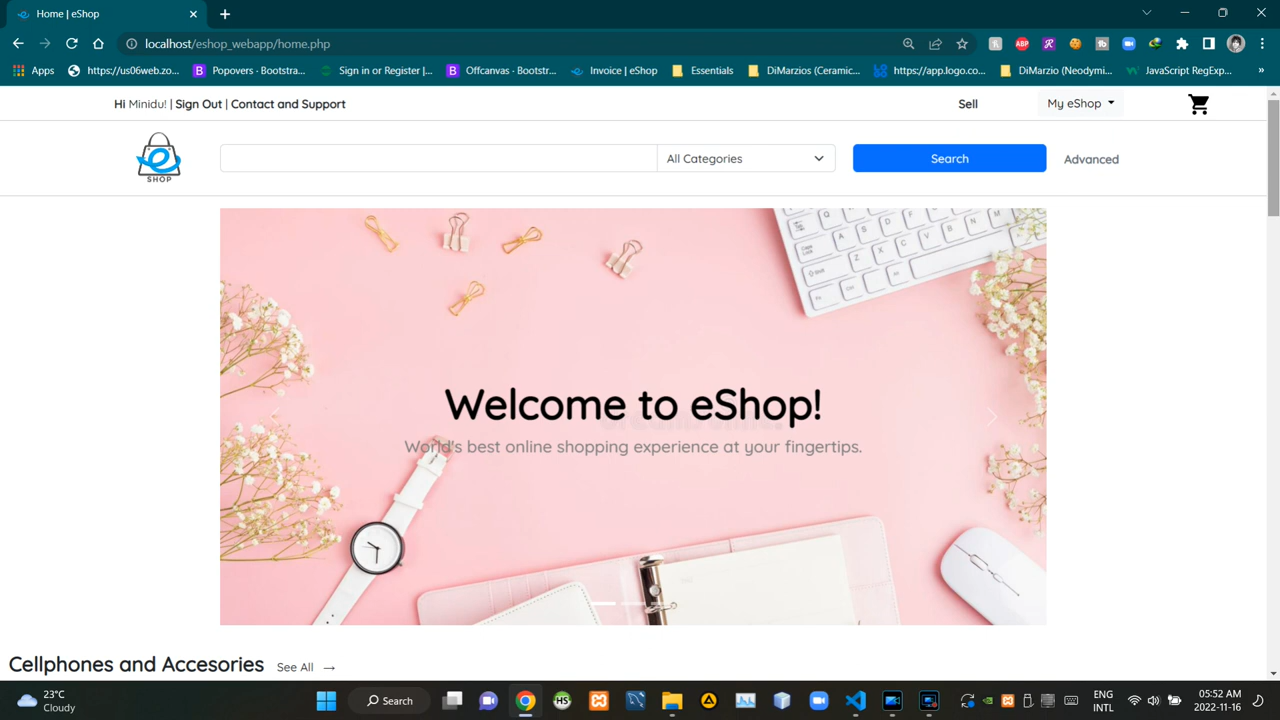 Home | eShop
localhost/eshop_webapp/home.php
Apps https://us06web.zo... Popovers · Bootstra... Sign in or Register |... Offcanvas · Bootstr... Invoice | eShop Essentials DiMarzios (Ceramic... https://app.logo.co... DiMarzio (Neodymi... JavaScript RegExp... »
Hi Minidu! | Sign Out | Contact and Support Sell My eShop
SHOP
All Categories Search Advanced
Welcome to eShop!
World's best online shopping experience at your fingertips.
Cellphones and Accesories See All →
23°C
Cloudy
Search
ENG
INTL
05:52 AM
2022-11-16